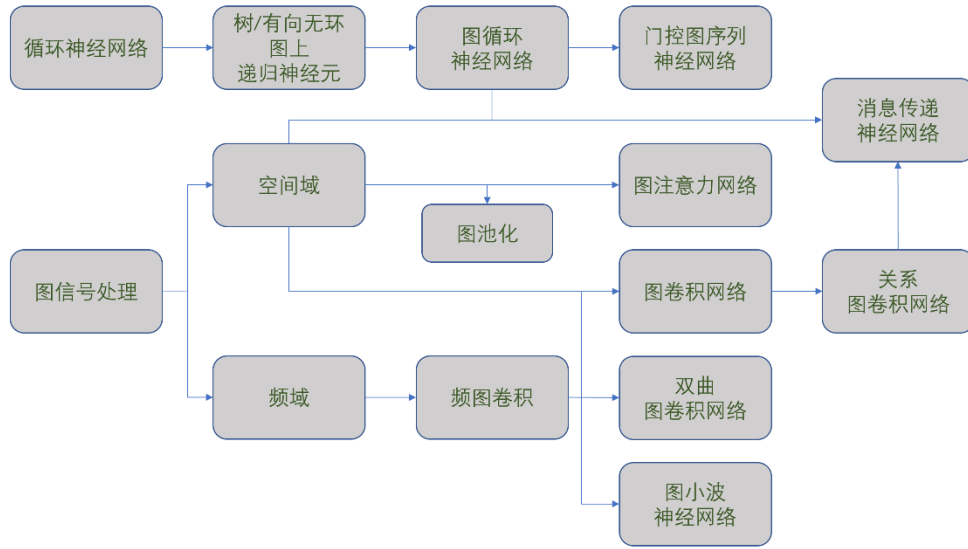 循环神经网络
树/有向无环
图上
递归神经元
图循环
神经网络
门控图序列
神经网络
消息传递
神经网络
空间域
图注意力网络
图池化
图信号处理
图卷积网络
关系
图卷积网络
频域
频图卷积
双曲
图卷积网络
图小波
神经网络